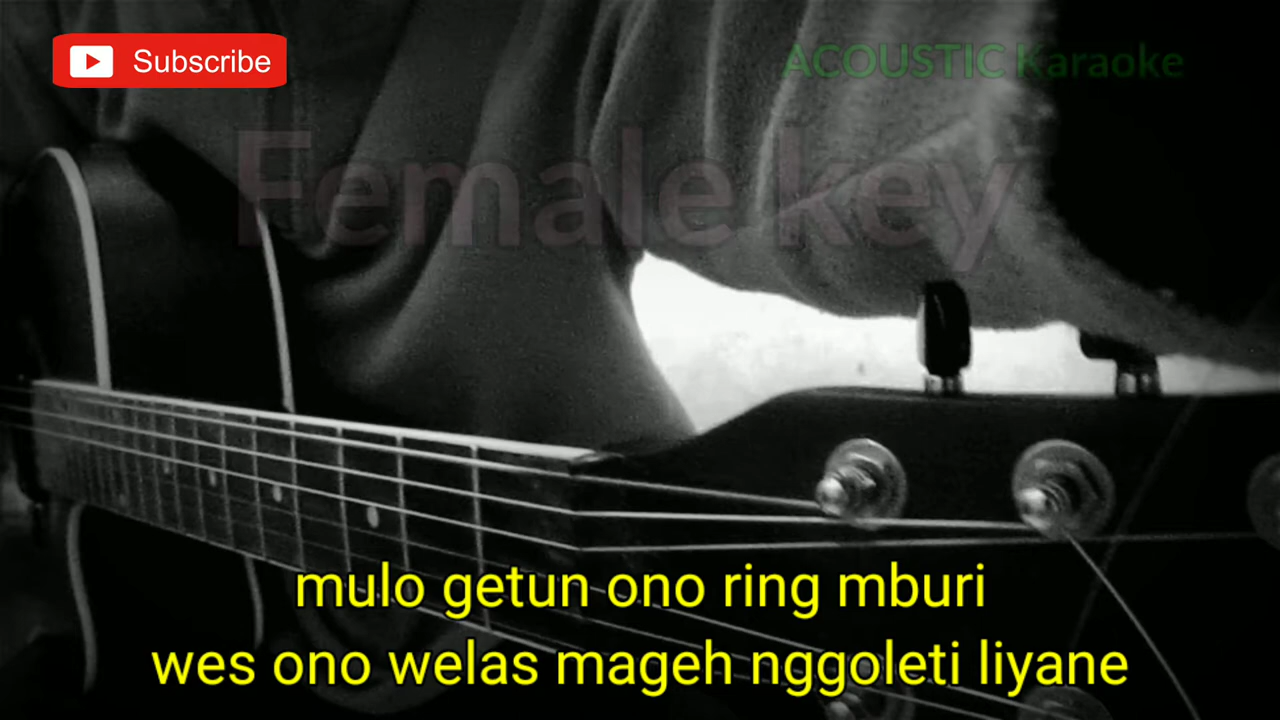 Subscribe
ACOUSTIC Karaoke
Female key
mulo getun ono ring mburi
wes ono welas mageh nggoleti liyane